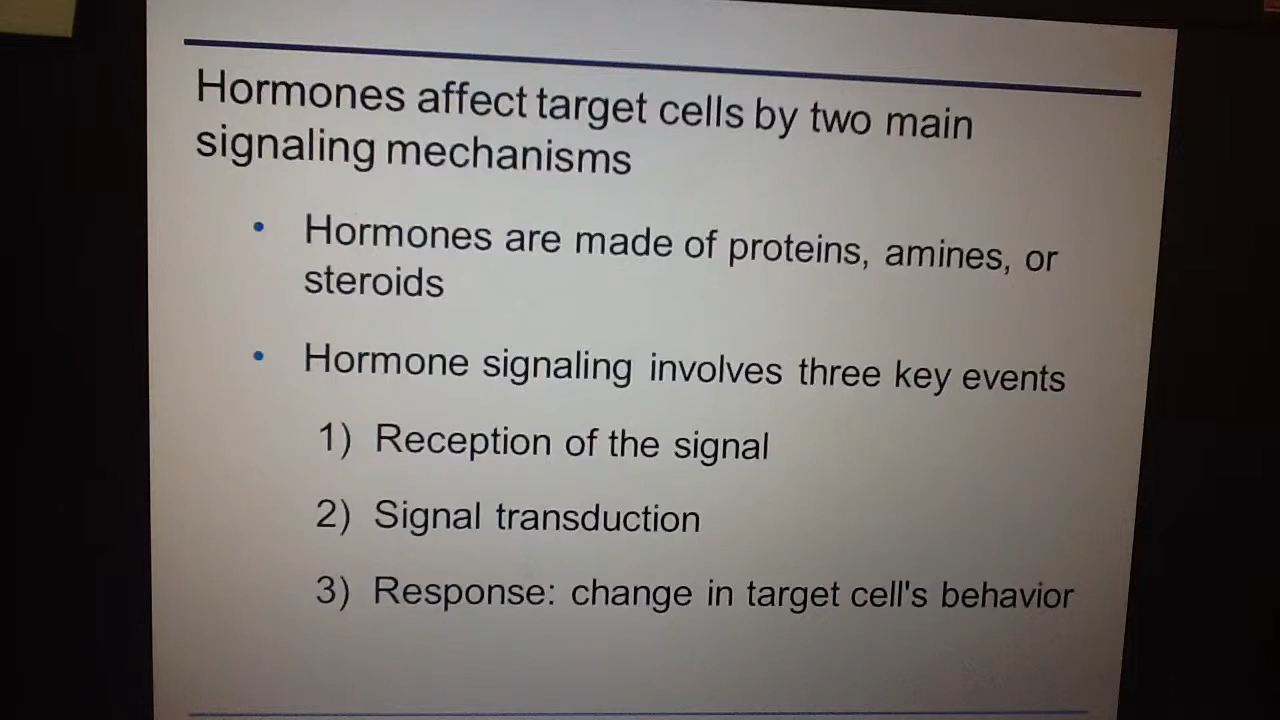 Hormones affect target cells by two main
signaling mechanisms
• Hormones are made of proteins, amines, or
steroids
• Hormone signaling involves three key events
1) Reception of the signal
2) Signal transduction
3) Response: change in target cell's behavior